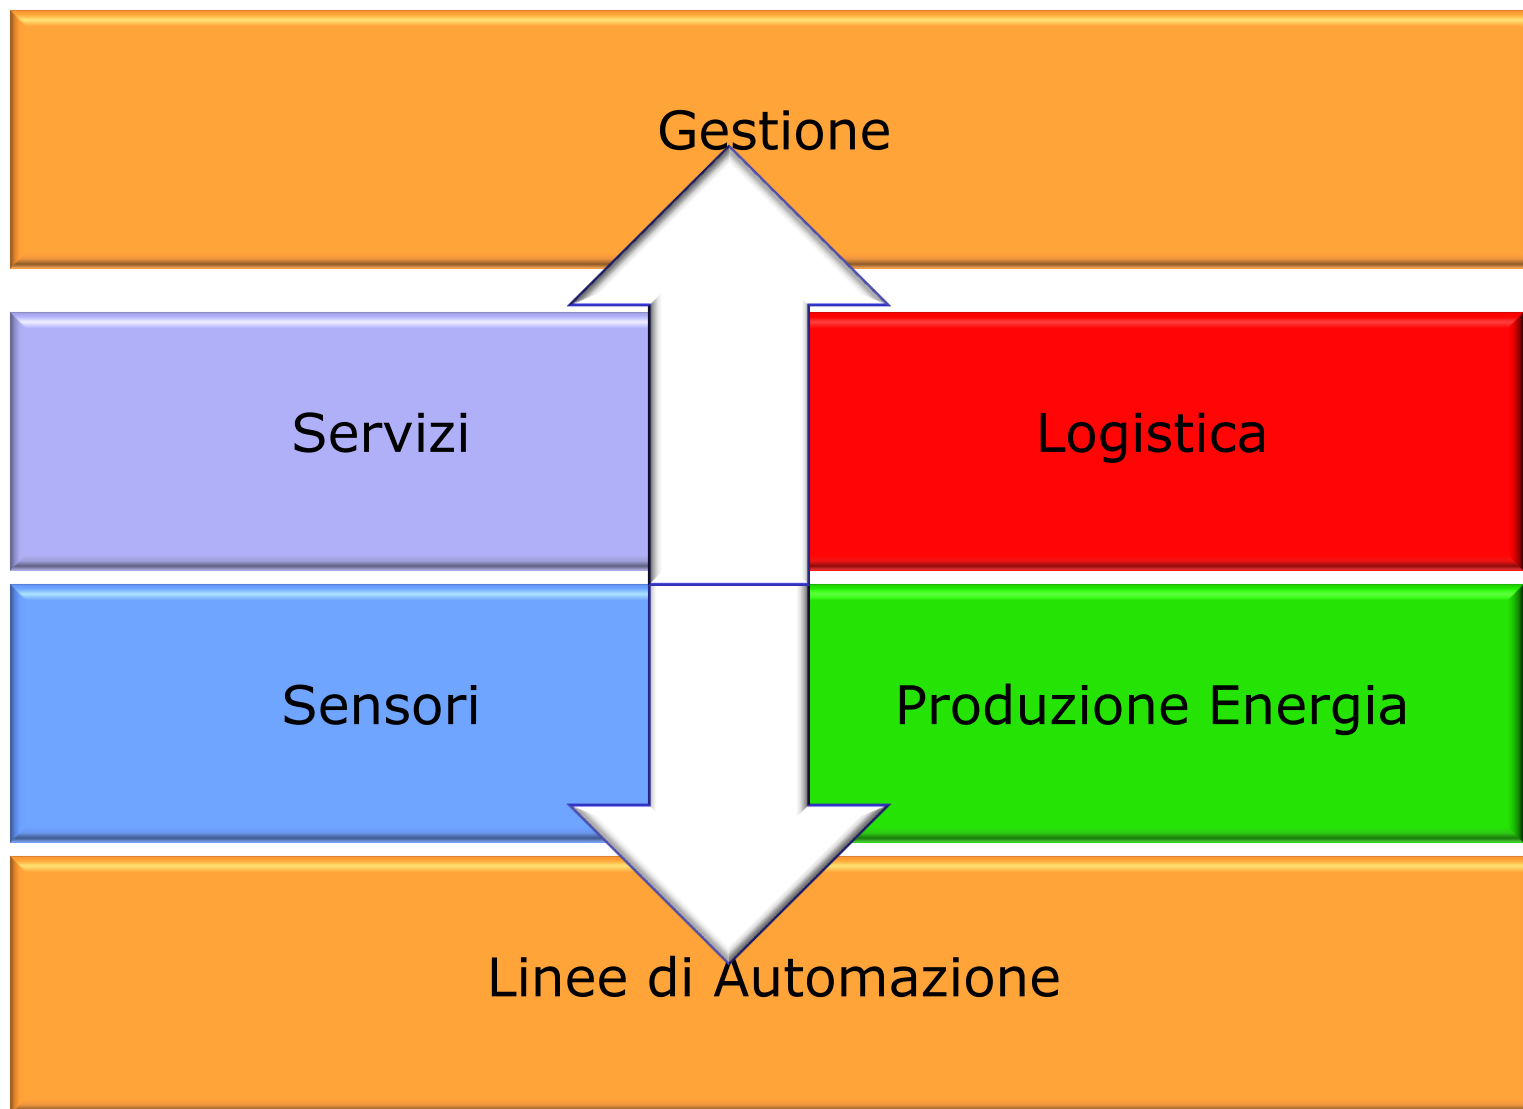 Gestione
Servizi
Logistica
Sensori
Produzione Energia
Linee di Automazione